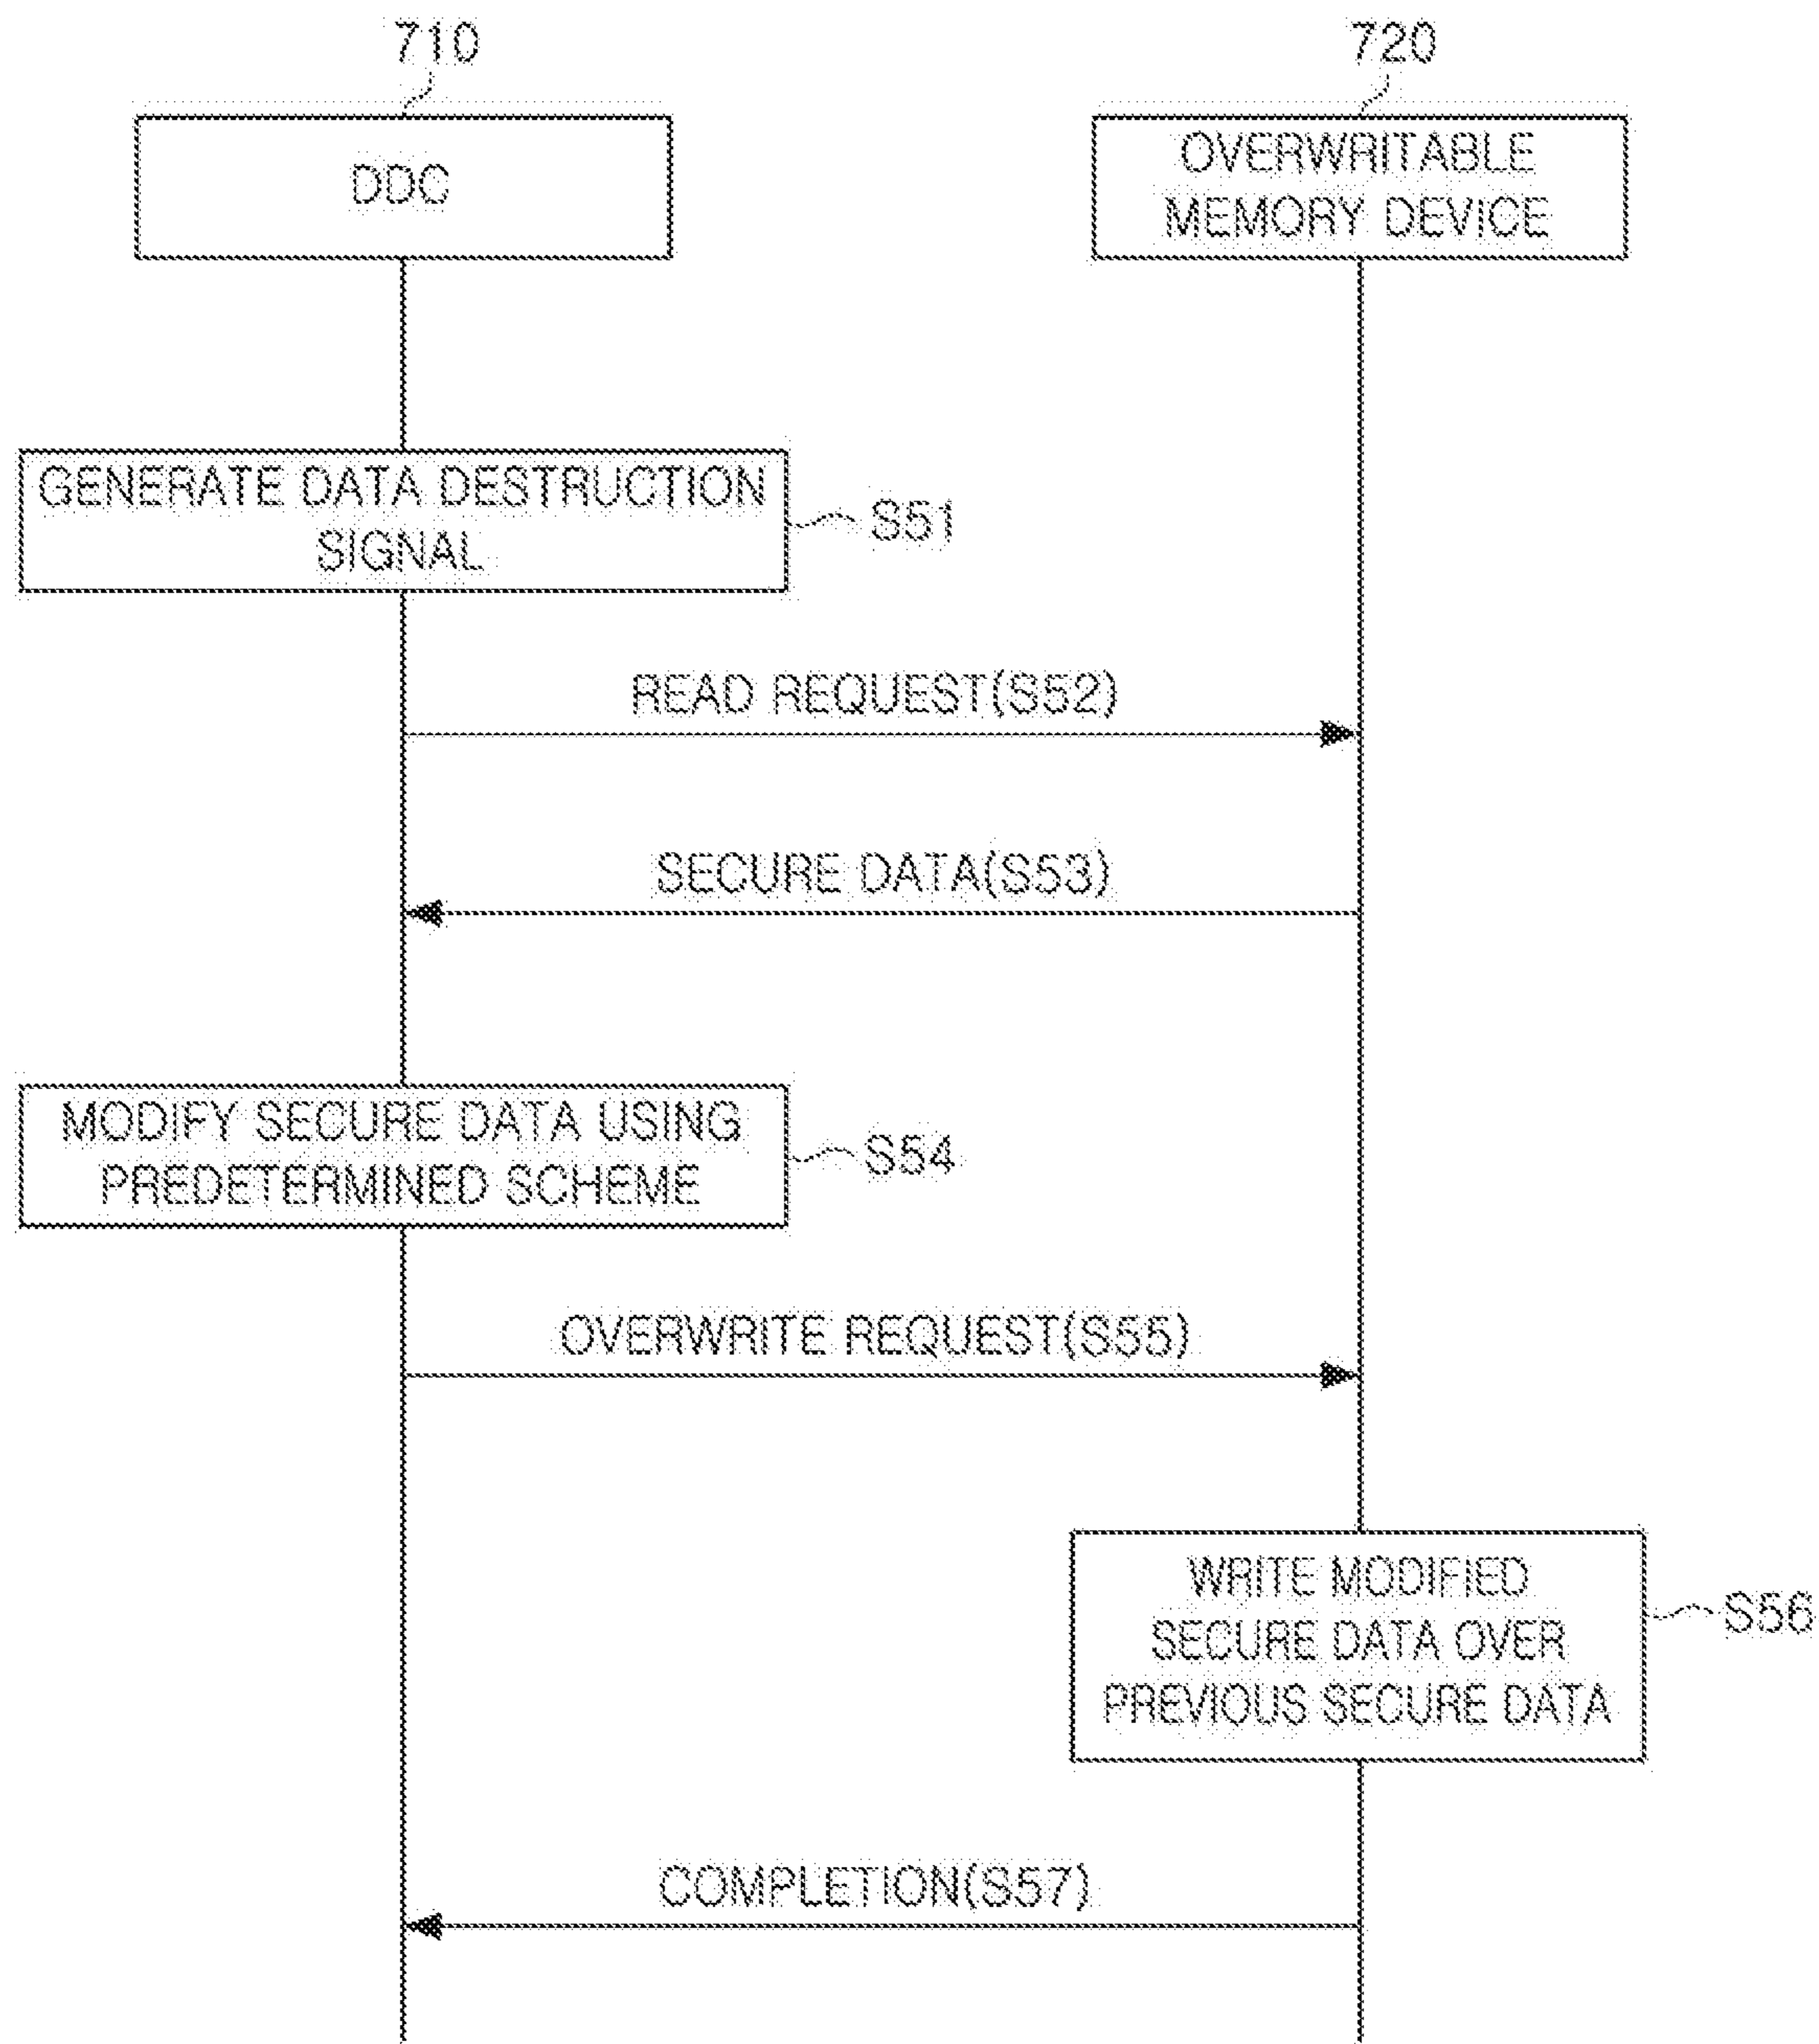 710
720
DDC
OVERWRITABLE
MEMORY DEVICE
GENERATE DATA DESTRUCTION
SIGNAL
S51
READ REQUEST(S52)
SECURE DATA(S53)
MODIFY SECURE DATA USING
PREDETERMINED SCHEME
S54
OVERWRITE REQUEST(S55)
WRITE MODIFIED
SECURE DATA OVER
PREVIOUS SECURE DATA
S56
COMPLETION(S57)